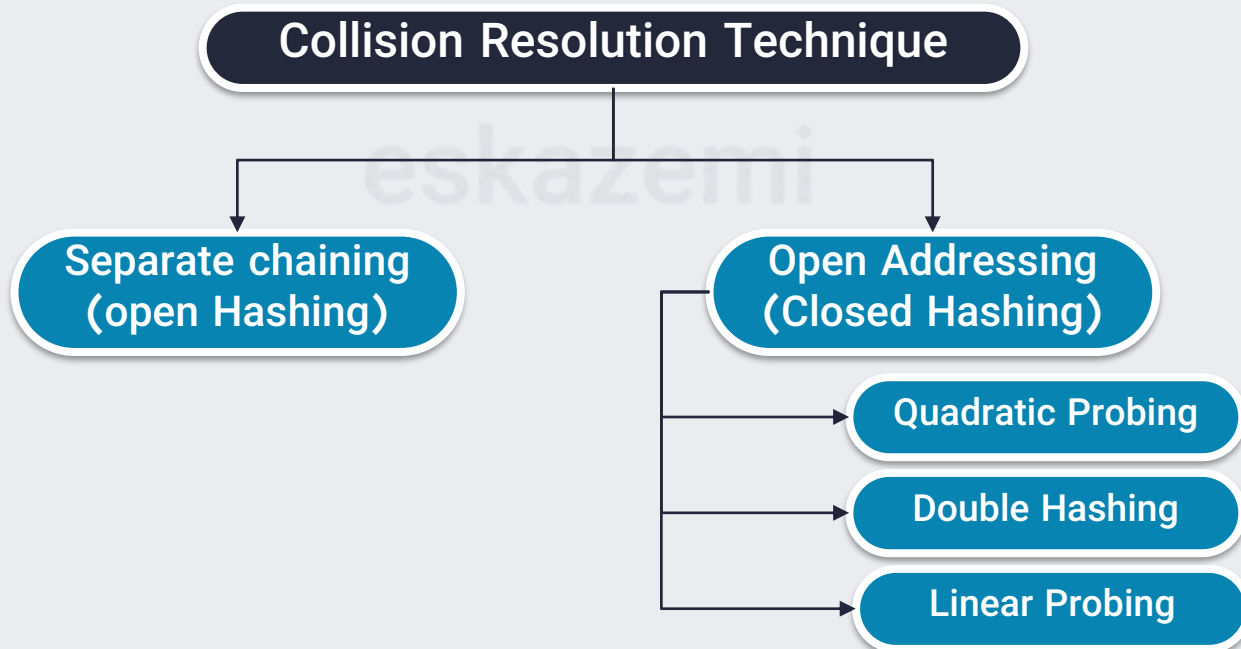 Collision Resolution Technique
eskazemi
Separate chaining
(open Hashing)
Open Addressing
(Closed Hashing)
Quadratic Probing
Double Hashing
Linear Probing